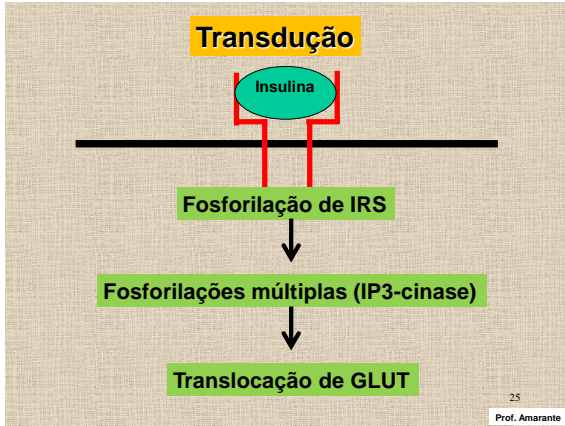 Transdução
Insulina
Fosforilação de IRS
Fosforilações múltiplas (IP3-cinase)
Translocação de GLUT
25
Prof. Amarante